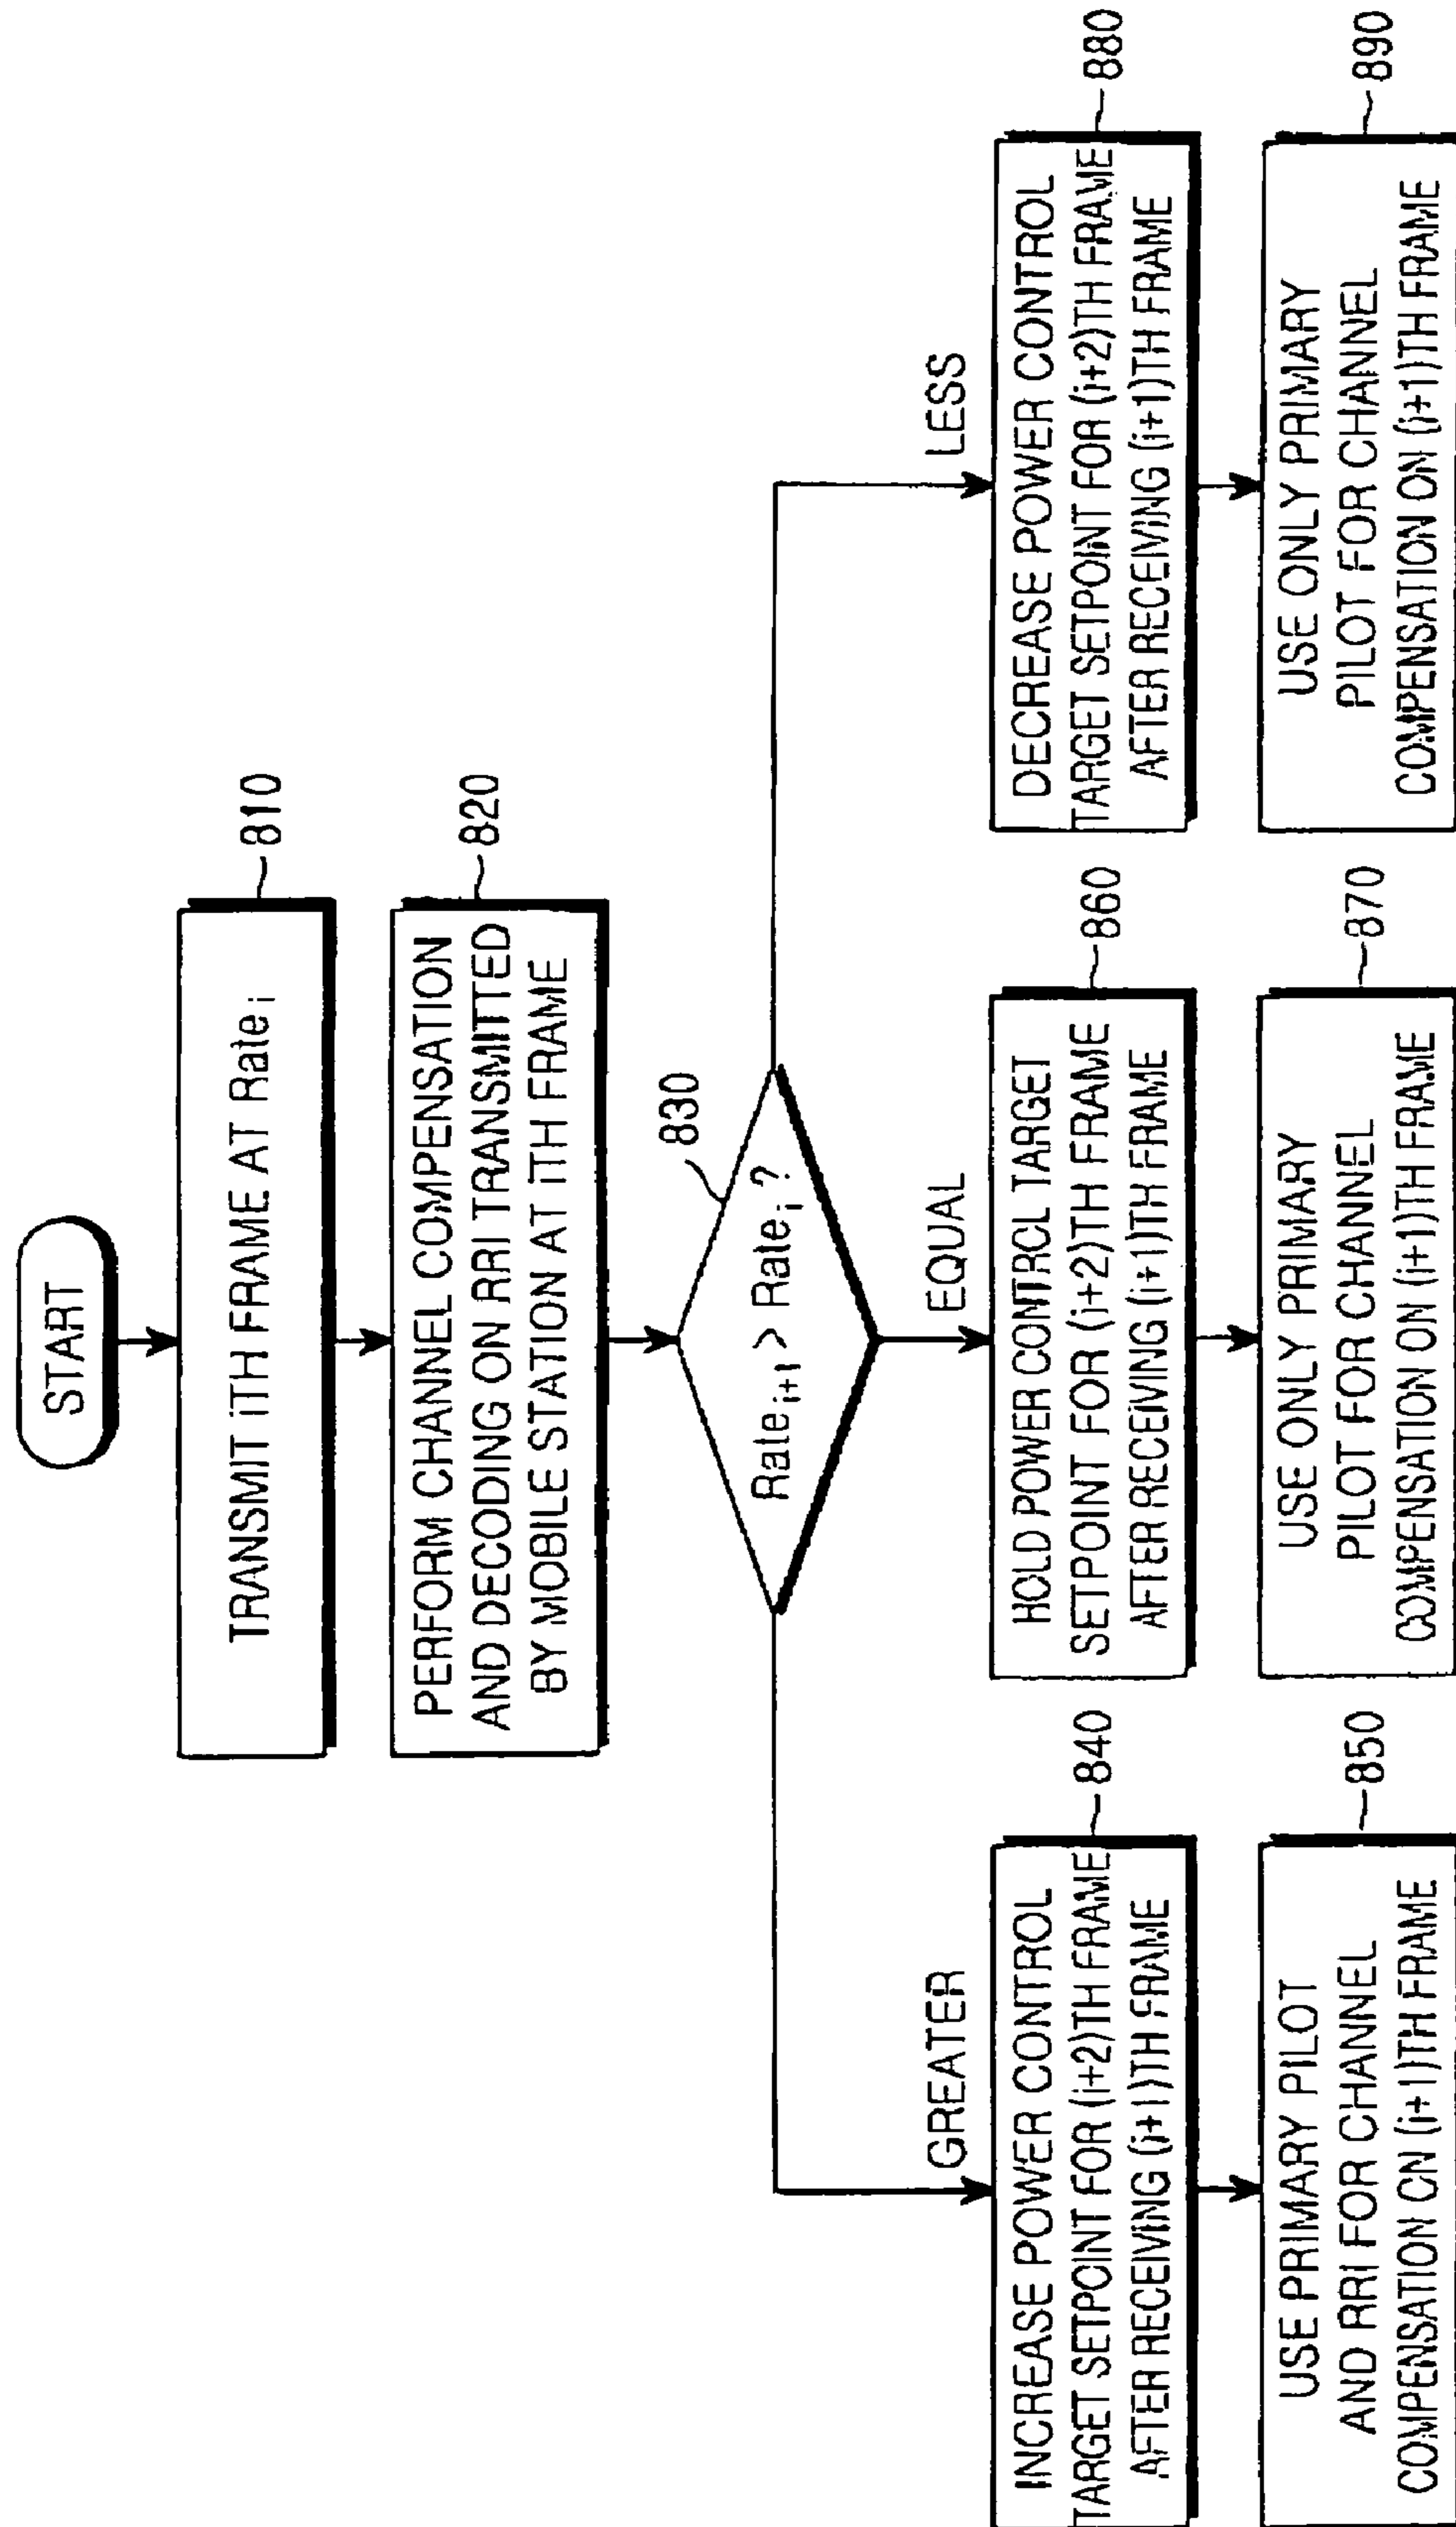 START
TRANSMIT iTH FRAME AT Rate i
810
PERFORM CHANNEL COMPENSATION
AND DECODING ON RRI TRANSMITTED
BY MOBILE STATION AT iTH FRAME
820
830
Rate i+1 > Rate i ?
GREATER
EQUAL
LESS
INCREASE POWER CONTROL
TARGET SETPOINT FOR (i+2)TH FRAME
AFTER RECEIVING (i+1)TH FRAME
840
HOLD POWER CONTROL TARGET
SETPOINT FOR (i+2)TH FRAME
AFTER RECEIVING (i+1)TH FRAME
860
DECREASE POWER CONTROL
TARGET SETPOINT FOR (i+2)TH FRAME
AFTER RECEIVING (i+1)TH FRAME
880
USE PRIMARY PILOT
AND RRI FOR CHANNEL
COMPENSATION ON (i+1)TH FRAME
850
USE ONLY PRIMARY
PILOT FOR CHANNEL
COMPENSATION ON (i+1)TH FRAME
870
USE ONLY PRIMARY
PILOT FOR CHANNEL
COMPENSATION ON (i+1)TH FRAME
890